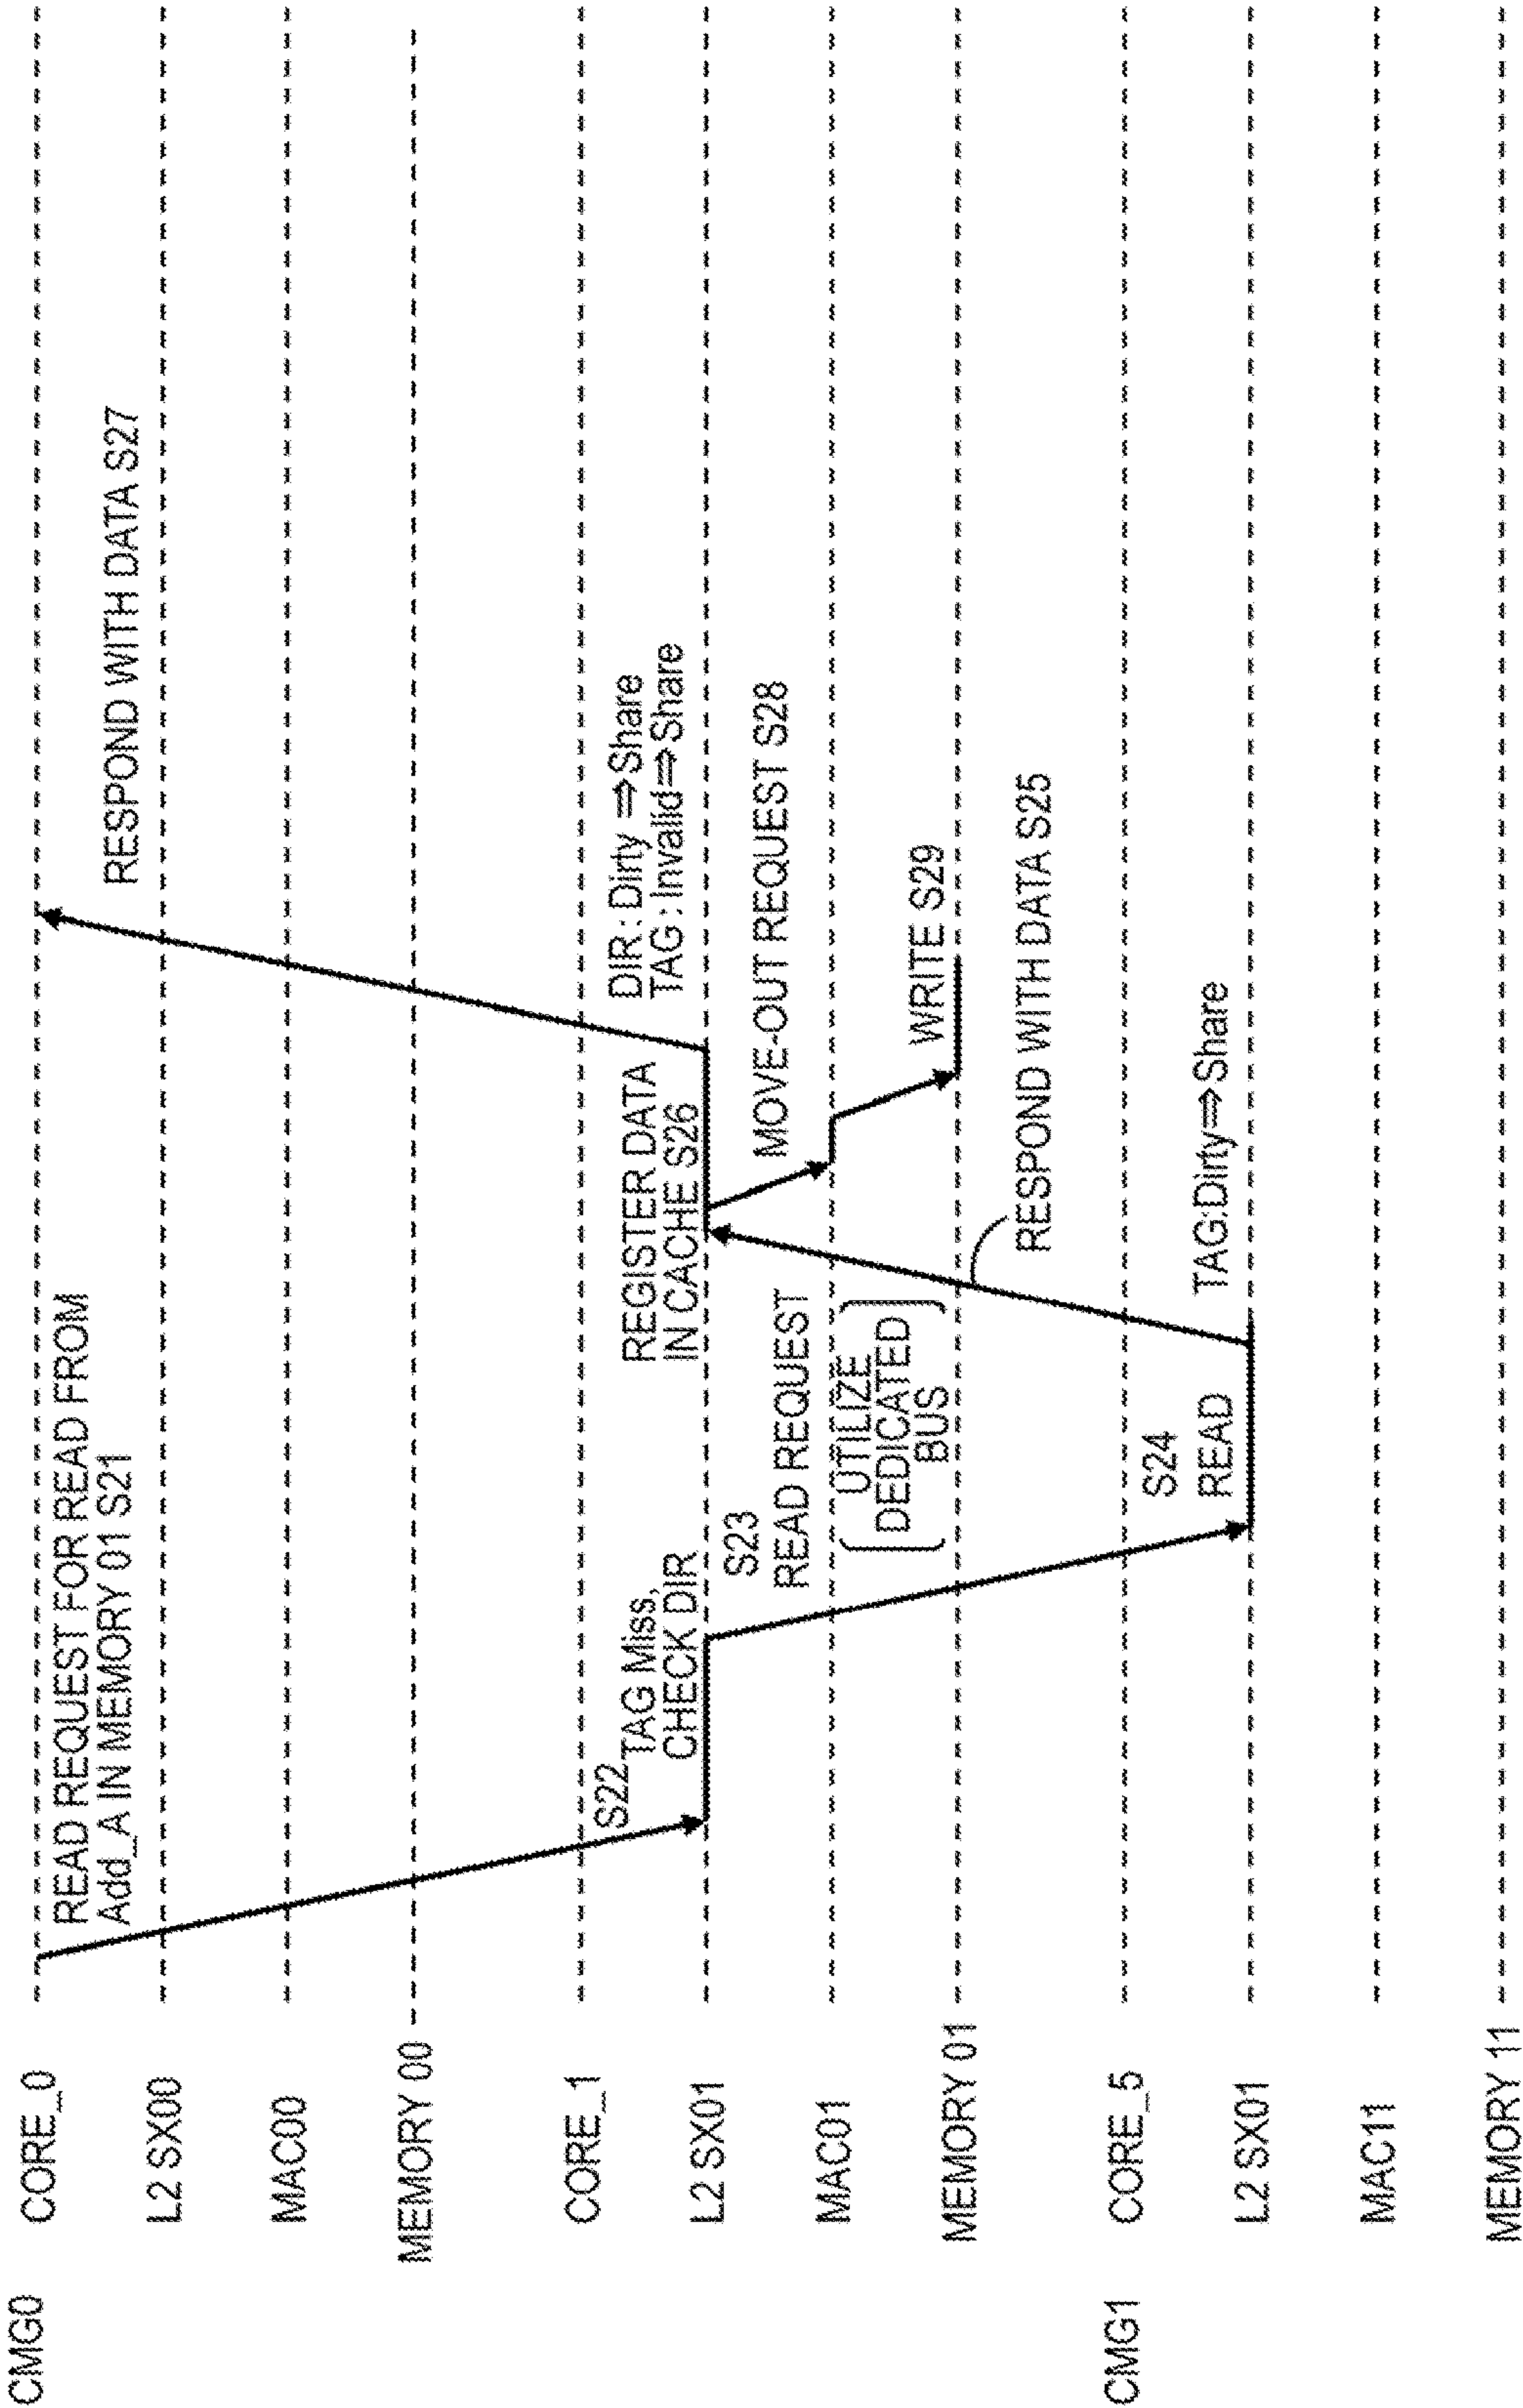 CMG0
CORE_0
READ REQUEST FOR READ FROM
Add_A IN MEMORY 01 S21
RESPOND WITH DATA S27
L2 SX00
MAC00
MEMORY 00
CORE_1
S22
TAG Miss,
CHECK DIR
REGISTER DATA
IN CACHE S26
DIR : Dirty ⇒Share
TAG : Invalid⇒Share
L2 SX01
S23
READ REQUEST
MOVE-OUT REQUEST S28
MAC01
UTILIZE
DEDICATED
BUS
WRITE S29
MEMORY 01
RESPOND WITH DATA S25
CMG1
CORE_5
S24
READ
TAG:Dirty⇒Share
L2 SX01
MAC11
MEMORY 11